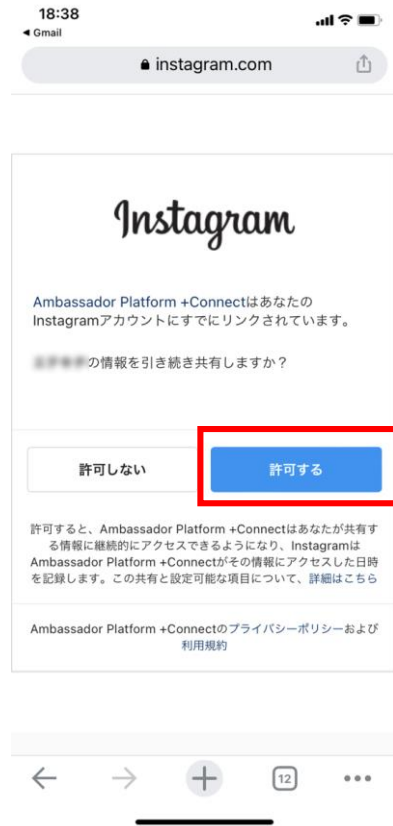 18:38
◀ Gmail
instagram.com
Instagram
Ambassador Platform +Connectはあなたの
Instagramアカウントにすでにリンクされています。
の情報を引き続き共有しますか？
許可しない
許可する
許可すると、Ambassador Platform +Connectはあなたが共有す
る情報に継続的にアクセスできるようになり、Instagramは
Ambassador Platform +Connectがその情報にアクセスした日時
を記録します。この共有と設定可能な項目について、詳細はこちら
Ambassador Platform +Connectのプライバシーポリシーおよび
利用規約
12